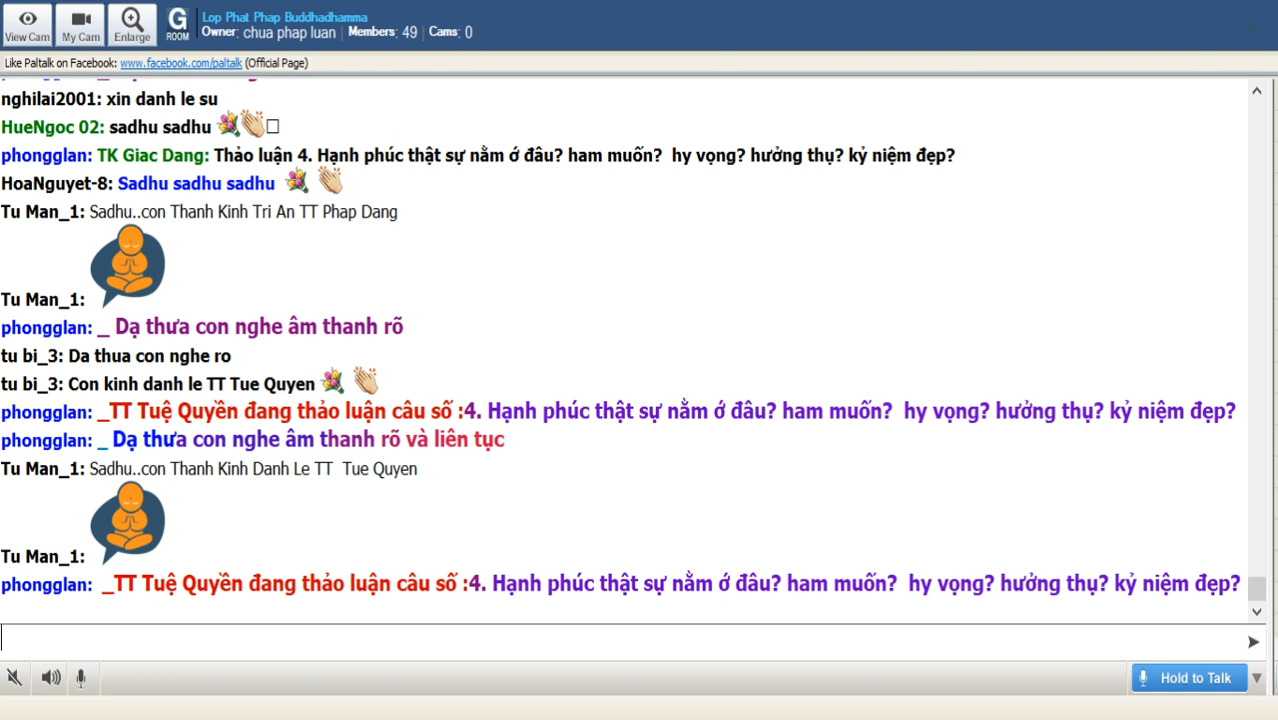 View Cam
My Cam
Enlarge
G
ROOM
Lop Phat Phap Buddhadhamma
Owner: chua phap luan | Members: 49 | Cams: 0
Like Paltalk on Facebook: www.facebook.com/paltalk (Official Page)
nghilai2001: xin danh le su
HueNgoc 02: sadhu sadhu
phongglan: TK Giac Dang: Thảo luận 4. Hạnh phúc thật sự nằm ớ đâu? ham muốn? hy vọng? hưởng thụ? kỷ niệm đẹp?
HoaNguyet-8: Sadhu sadhu sadhu
Tu Man_1: Sadhu..con Thanh Kinh Tri An TT Phap Dang
Tu Man_1:
phongglan: _ Dạ thưa con nghe âm thanh rõ
tu bi_3: Da thua con nghe ro
tu bi_3: Con kinh danh le TT Tue Quyen
phongglan: _TT Tuệ Quyền đang thảo luận câu số :4. Hạnh phúc thật sự nằm ớ đâu? ham muốn? hy vọng? hưởng thụ? kỷ niệm đẹp?
phongglan: _ Dạ thưa con nghe âm thanh rõ và liên tục
Tu Man_1: Sadhu..con Thanh Kinh Danh Le TT Tue Quyen
Tu Man_1:
phongglan: _TT Tuệ Quyền đang thảo luận câu số :4. Hạnh phúc thật sự nằm ớ đâu? ham muốn? hy vọng? hưởng thụ? kỷ niệm đẹp?
Hold to Talk